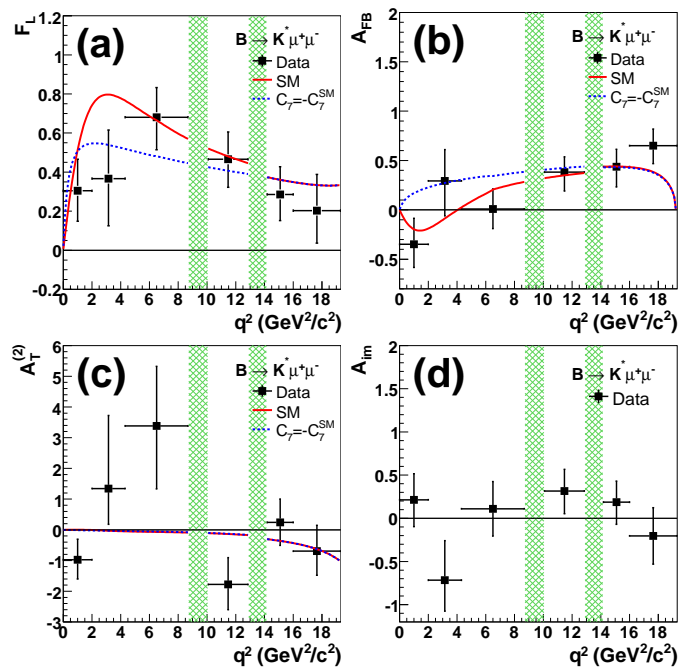 F_L
(a)
B → K* μ⁺μ⁻
Data
SM
C₇=-C₇^SM
1.2
1
0.8
0.6
0.4
0.2
0
-0.2
0 2 4 6 8 10 12 14 16 18
q² (GeV²/c²)
A_FB
(b)
B → K* μ⁺μ⁻
Data
SM
C₇=-C₇^SM
2
1.5
1
0.5
0
-0.5
0 2 4 6 8 10 12 14 16 18
q² (GeV²/c²)
A_T^(2)
(c)
B → K* μ⁺μ⁻
Data
SM
C₇=-C₇^SM
6
5
4
3
2
1
0
-1
-2
-3
0 2 4 6 8 10 12 14 16 18
q² (GeV²/c²)
A_im
(d)
B → K* μ⁺μ⁻
Data
2
1.5
1
0.5
0
-0.5
-1
0 2 4 6 8 10 12 14 16 18
q² (GeV²/c²)